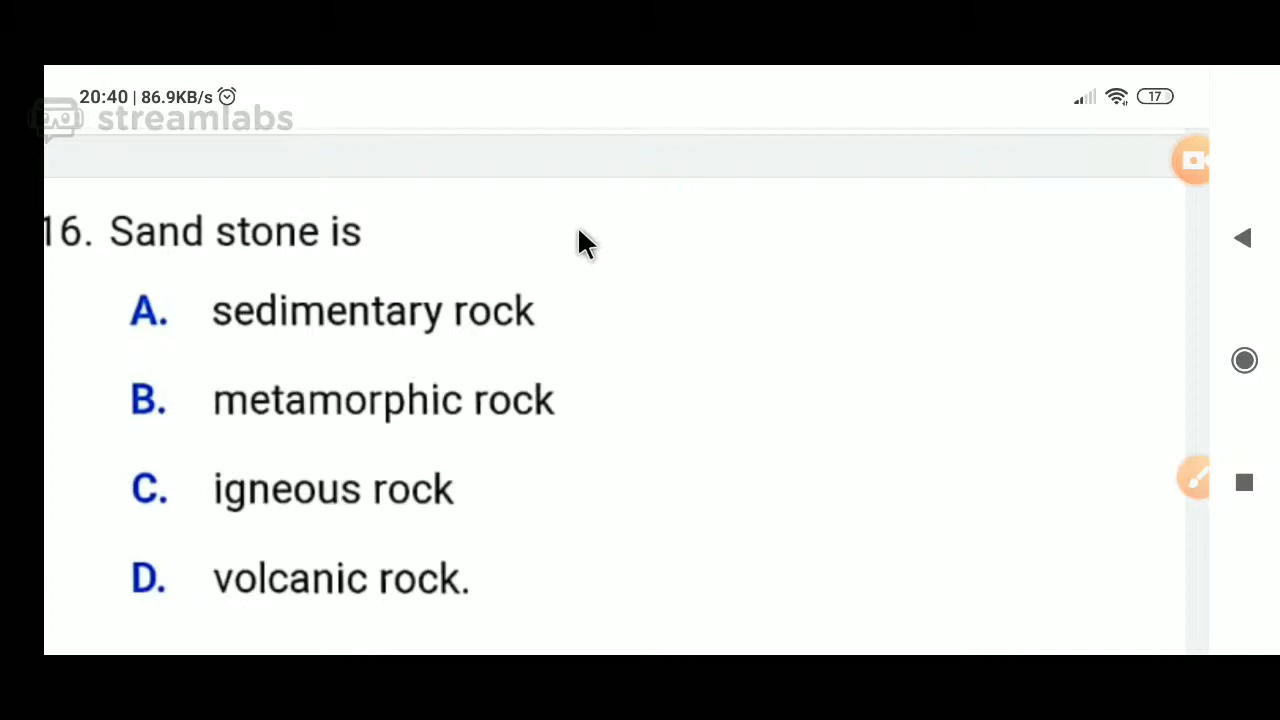 20:40 | 86.9KB/s
17
streamlabs
16. Sand stone is
A. sedimentary rock
B. metamorphic rock
C. igneous rock
D. volcanic rock.